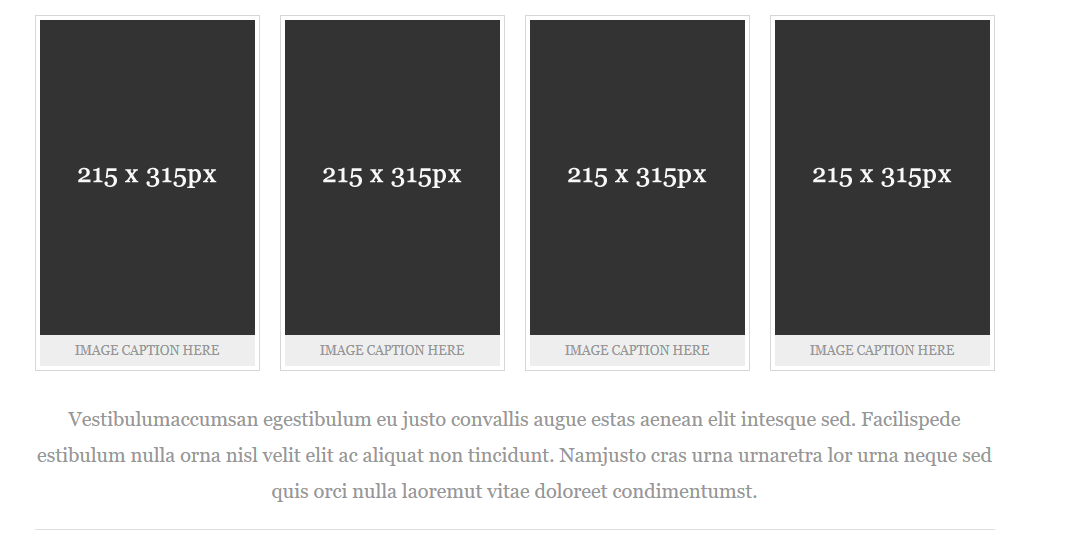 215 x 315px 215 x 315px 215 x 315px 215 x 315px
IMAGE CAPTION HERE IMAGE CAPTION HERE IMAGE CAPTION HERE IMAGE CAPTION HERE
Vestibulumaccumsan egestibulum eu justo convallis augue estas aenean elit intesque sed. Facilispede
estibulum nulla orna nisl velit elit ac aliquat non tincidunt. Namjusto cras urna urnaretra lor urna neque sed
quis orci nulla laoremut vitae doloreet condimentumst.